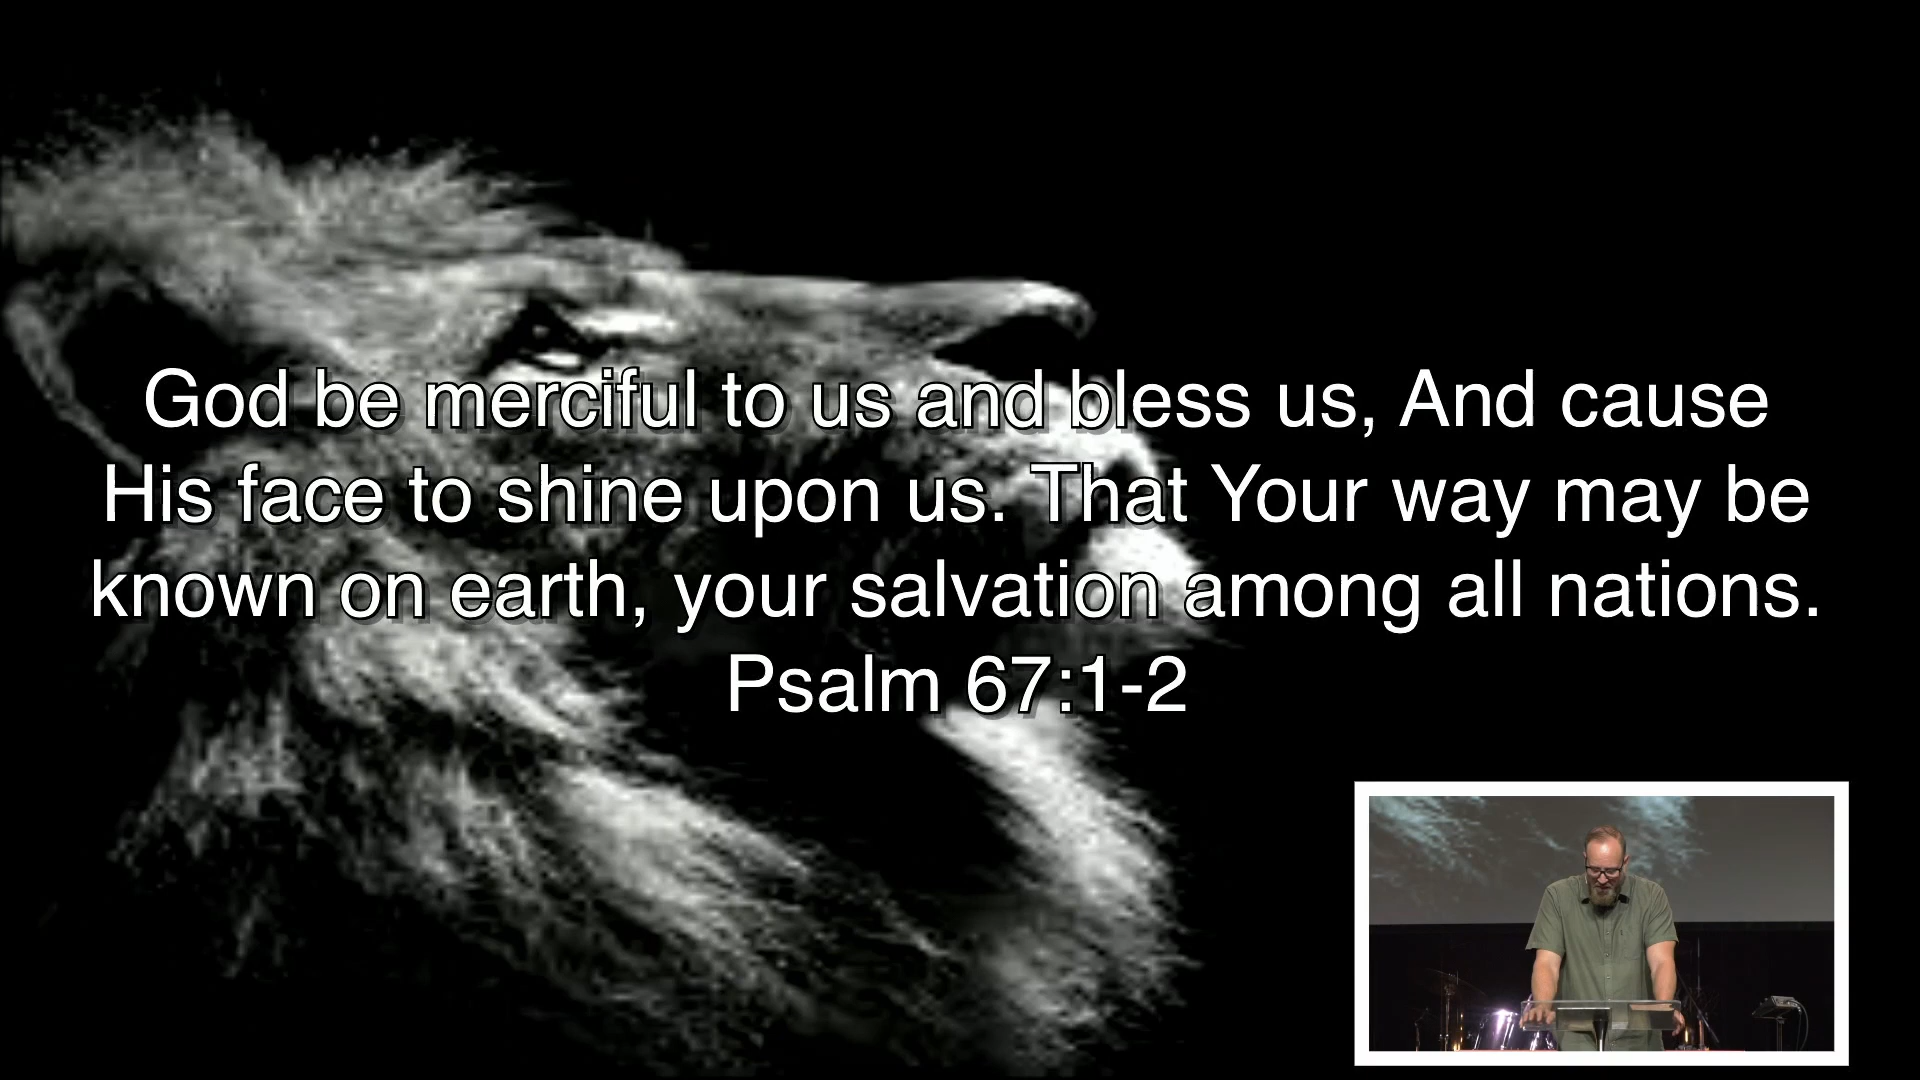 God be merciful to us and bless us, And cause
His face to shine upon us. That Your way may be
known on earth, your salvation among all nations.
Psalm 67:1-2